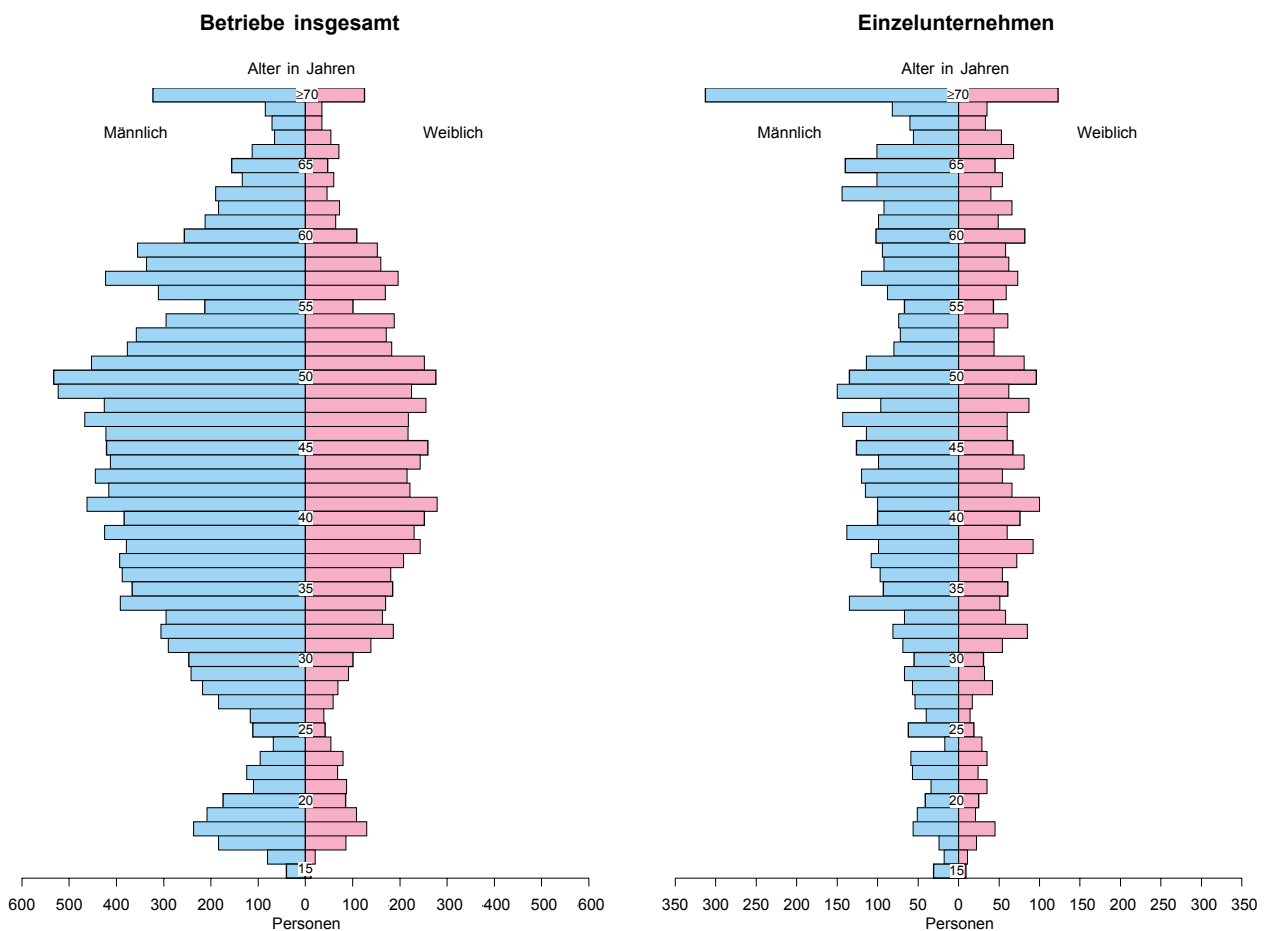 Betriebe insgesamt
Alter in Jahren
≥70
Männlich
Weiblich
65
60
55
50
45
40
35
30
25
20
15
600 500 400 300 200 100 0 100 200 300 400 500 600
Personen
Einzelunternehmen
Alter in Jahren
≥70
Männlich
Weiblich
65
60
55
50
45
40
35
30
25
20
15
350 300 250 200 150 100 50 0 50 100 150 200 250 300 350
Personen